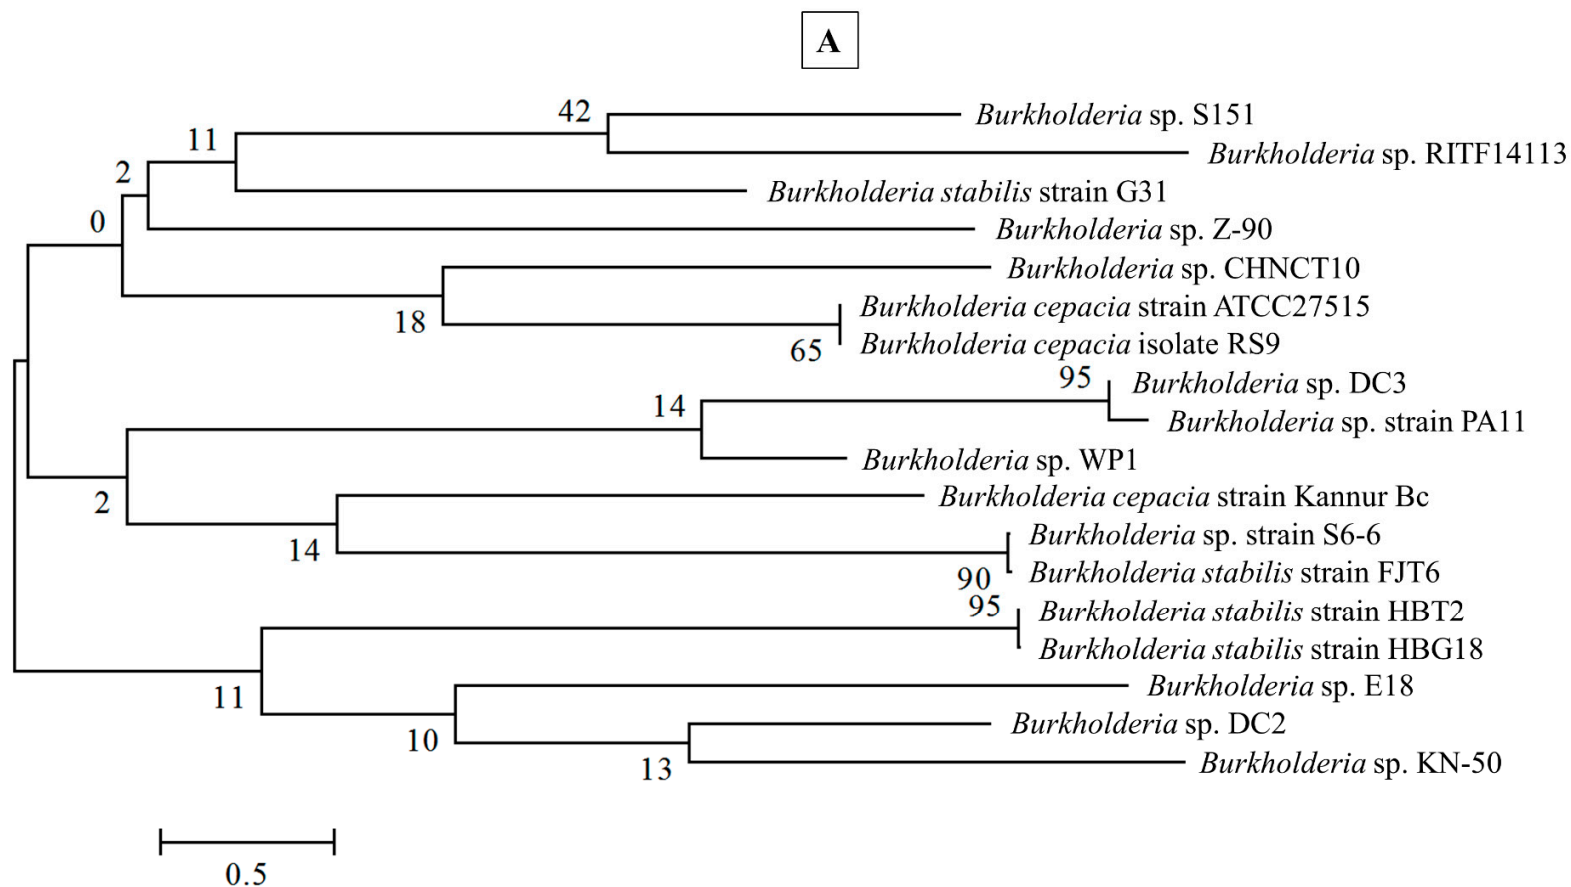 A
42
Burkholderia sp. S151
11
Burkholderia sp. RITF14113
2
Burkholderia stabilis strain G31
0
Burkholderia sp. Z-90
Burkholderia sp. CHNCT10
18
Burkholderia cepacia strain ATCC27515
65
Burkholderia cepacia isolate RS9
95
Burkholderia sp. DC3
14
Burkholderia sp. strain PA11
Burkholderia sp. WP1
2
Burkholderia cepacia strain Kannur Bc
14
Burkholderia sp. strain S6-6
90
Burkholderia stabilis strain FJT6
95
Burkholderia stabilis strain HBT2
Burkholderia stabilis strain HBG18
11
Burkholderia sp. E18
10
Burkholderia sp. DC2
13
Burkholderia sp. KN-50
0.5